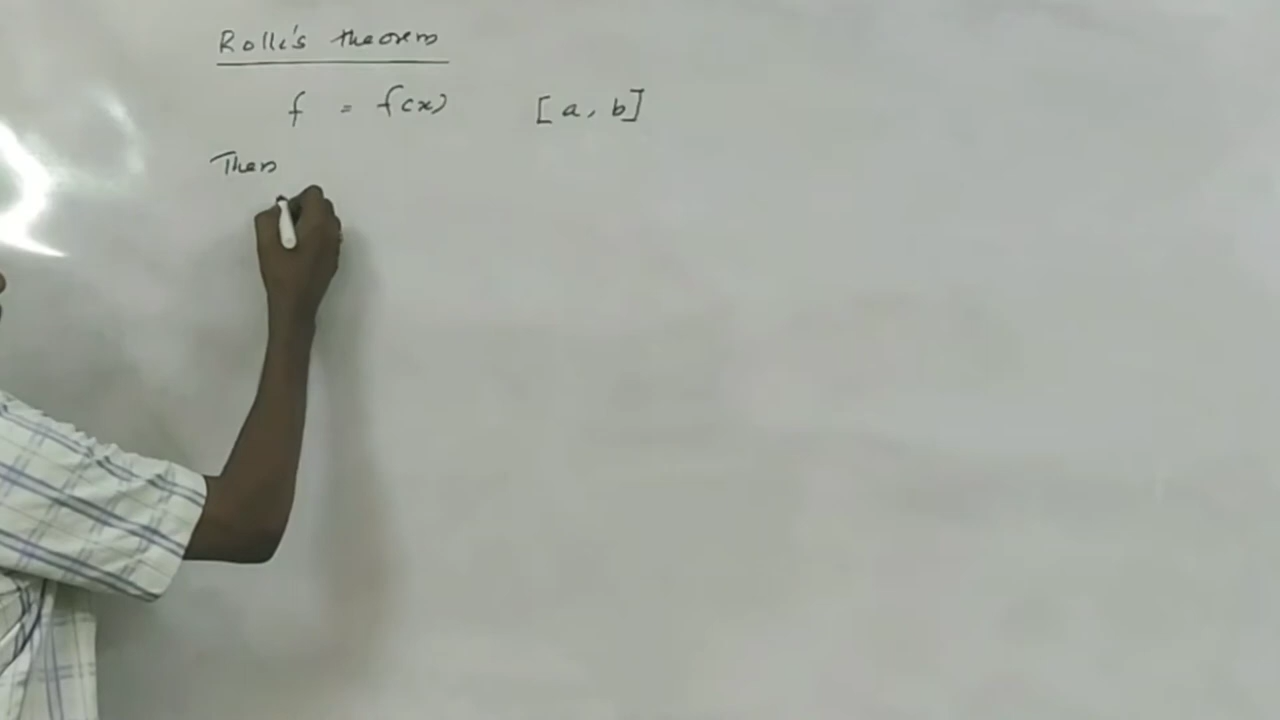 Rolle's theorem
f = f(x) [a, b]
Then